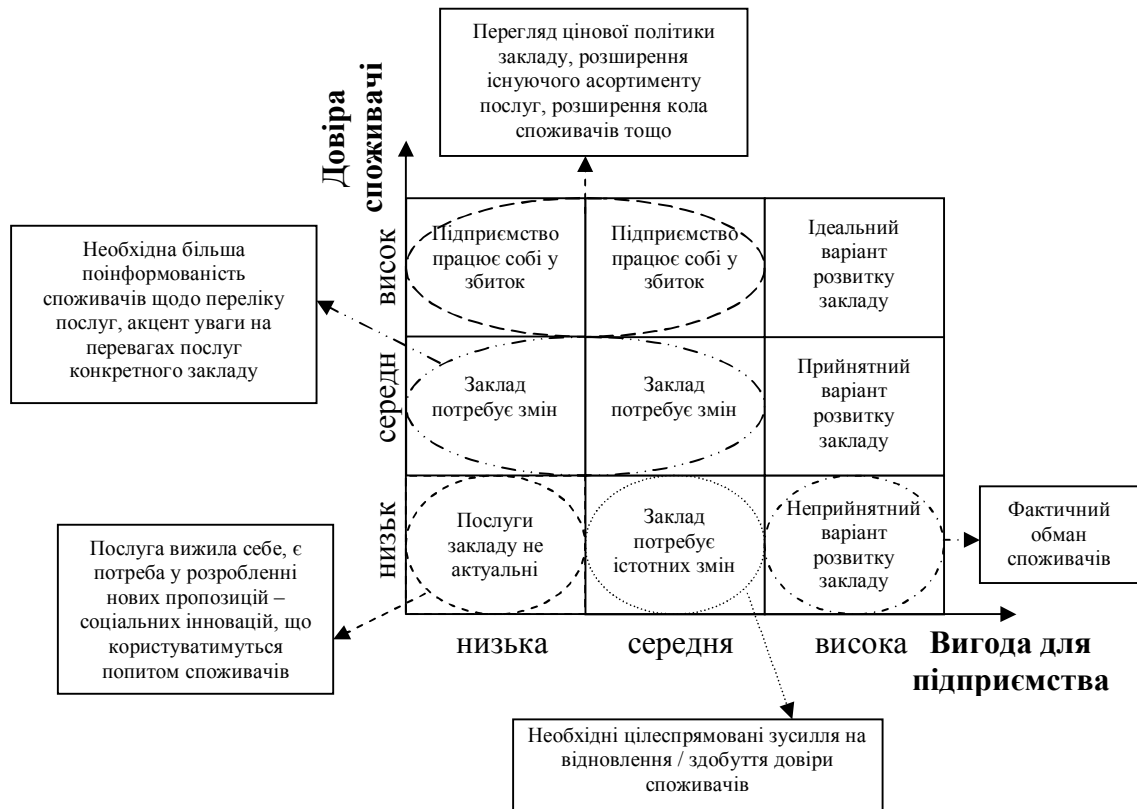 Перегляд цінової політики
закладу, розширення
існуючого асортименту
послуг, розширення кола
споживачів тощо
Довіра
споживачі
Необхідна більша
поінформованість
споживачів щодо переліку
послуг, акцент уваги на
перевагах послуг
конкретного закладу
висок
Підприємство
працює собі у
збиток
Підприємство
працює собі у
збиток
Ідеальний
варіант
розвитку
закладу
середн
Заклад
потребує змін
Заклад
потребує змін
Прийнятний
варіант
розвитку
закладу
низьк
Послуги
закладу не
актуальні
Заклад
потребує
істотних змін
Неприйнятний
варіант
розвитку
закладу
Фактичний
обман
споживачів
Послуга вижила себе, є
потреба у розробленні
нових пропозицій –
соціальних інновацій, що
користуватимуться
попитом споживачів
низька
середня
висока
Вигода для
підприємства
Необхідні цілеспрямовані зусилля на
відновлення / здобуття довіри
споживачів